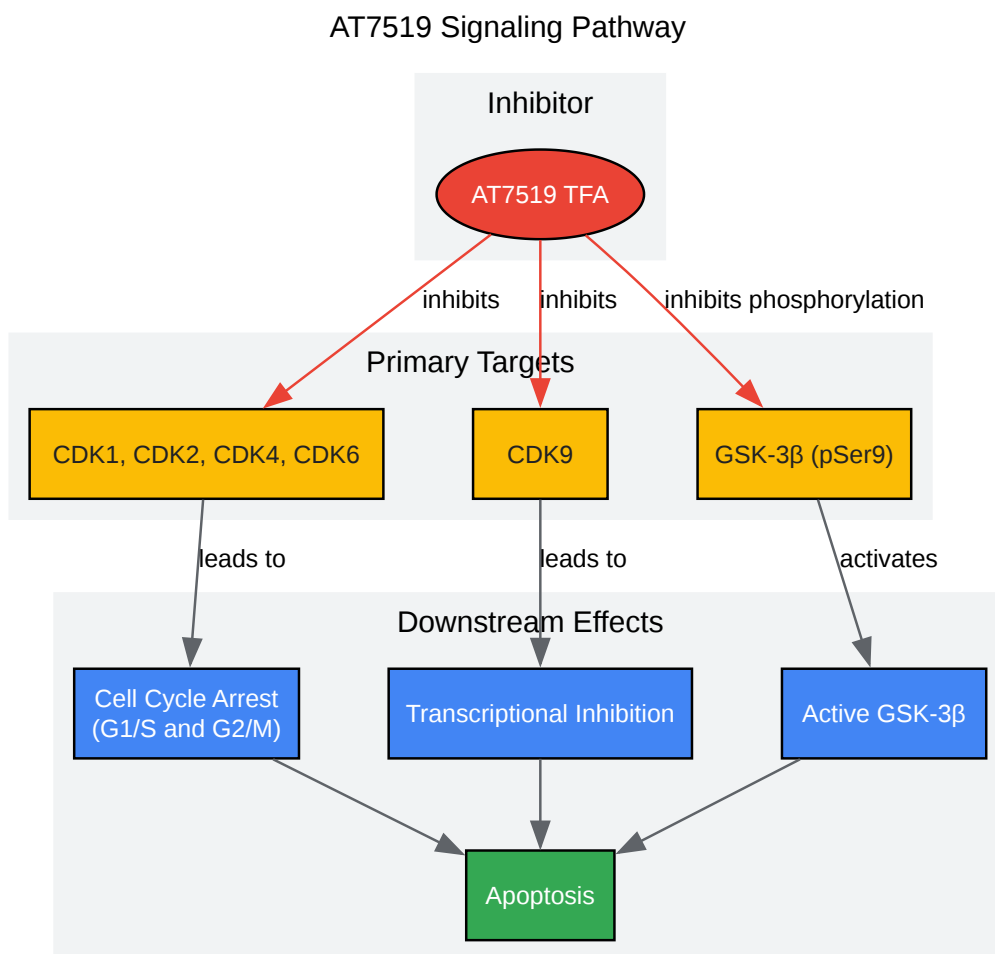 AT7519 Signaling Pathway
Inhibitor
AT7519 TFA
inhibits
inhibits
inhibits phosphorylation
Primary Targets
CDK1, CDK2, CDK4, CDK6
CDK9
GSK-3β (pSer9)
leads to
leads to
activates
Downstream Effects
Cell Cycle Arrest
(G1/S and G2/M)
Transcriptional Inhibition
Active GSK-3β
Apoptosis